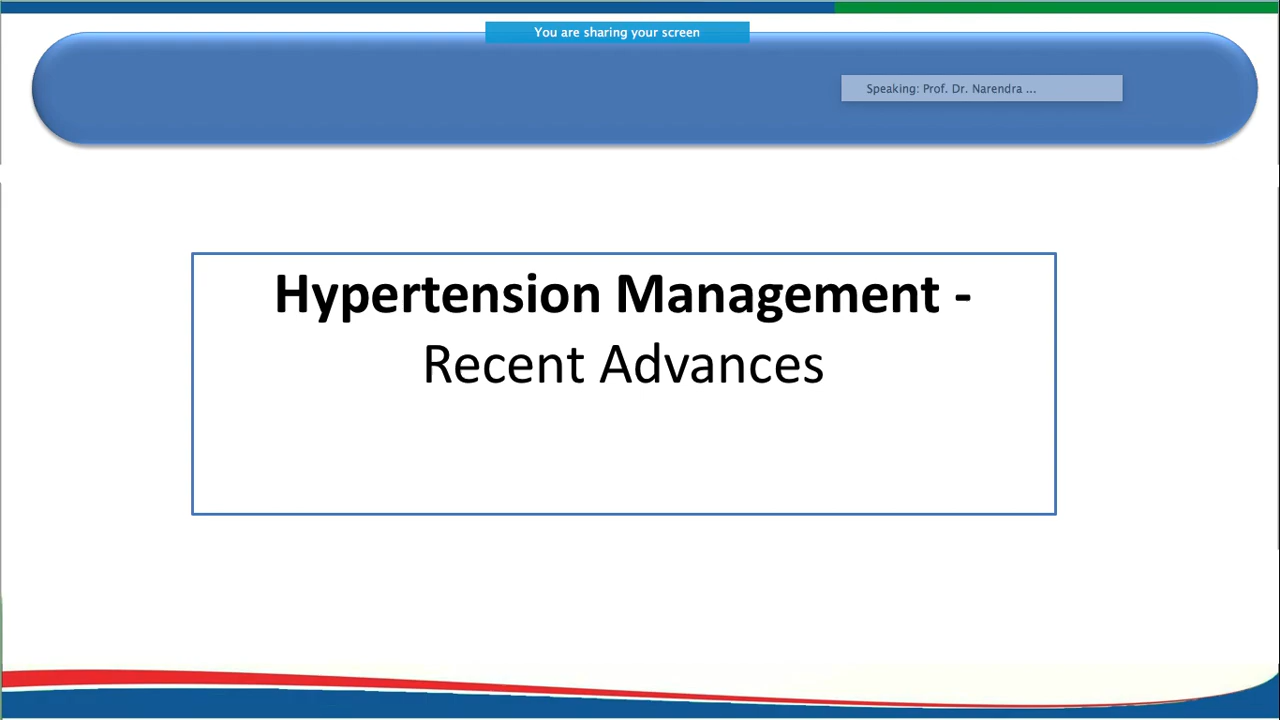 You are sharing your screen
Speaking: Prof. Dr. Narendra ...
Hypertension Management -
Recent Advances